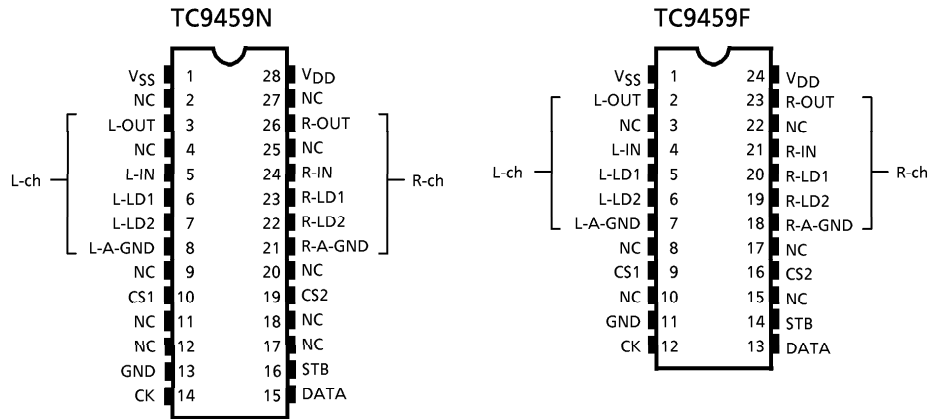 TC9459N
VSS 1 28 VDD
NC 2 27 NC
L-OUT 3 26 R-OUT
NC 4 25 NC
L-IN 5 24 R-IN
L-ch R-ch
L-LD1 6 23 R-LD1
L-LD2 7 22 R-LD2
L-A-GND 8 21 R-A-GND
NC 9 20 NC
CS1 10 19 CS2
NC 11 18 NC
NC 12 17 NC
GND 13 16 STB
CK 14 15 DATA
TC9459F
VSS 1 24 VDD
L-OUT 2 23 R-OUT
NC 3 22 NC
L-IN 4 21 R-IN
L-ch R-ch
L-LD1 5 20 R-LD1
L-LD2 6 19 R-LD2
L-A-GND 7 18 R-A-GND
NC 8 17 NC
CS1 9 16 CS2
NC 10 15 NC
GND 11 14 STB
CK 12 13 DATA